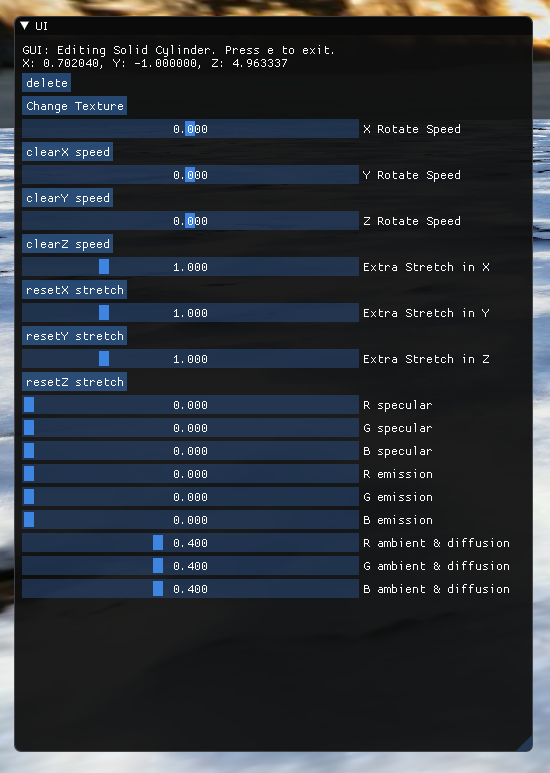 UI
GUI: Editing Solid Cylinder. Press e to exit.
X: 0.702040, Y: -1.000000, Z: 4.963337
delete
Change Texture
0.000 X Rotate Speed
clearX speed
0.000 Y Rotate Speed
clearY speed
0.000 Z Rotate Speed
clearZ speed
1.000 Extra Stretch in X
resetX stretch
1.000 Extra Stretch in Y
resetY stretch
1.000 Extra Stretch in Z
resetZ stretch
0.000 R specular
0.000 G specular
0.000 B specular
0.000 R emission
0.000 G emission
0.000 B emission
0.400 R ambient & diffusion
0.400 G ambient & diffusion
0.400 B ambient & diffusion